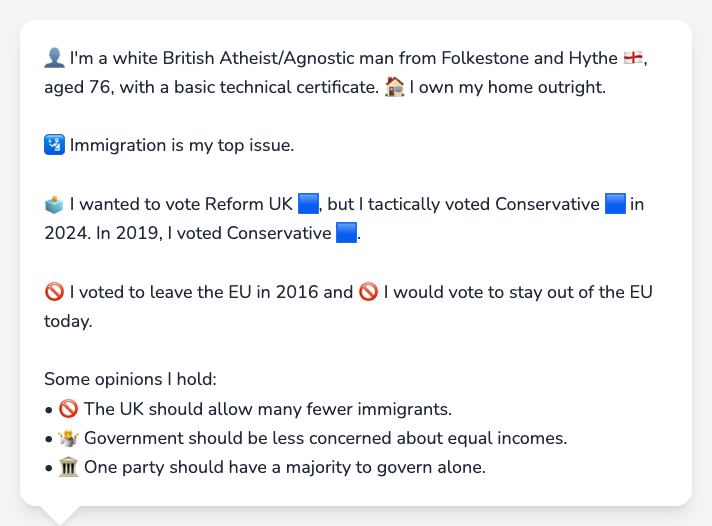 👤 I'm a white British Atheist/Agnostic man from Folkestone and Hythe 🏴󠁧󠁢󠁥󠁮󠁧󠁿,
aged 76, with a basic technical certificate. 🏠 I own my home outright.
🛂 Immigration is my top issue.
🗳️ I wanted to vote Reform UK 🟦, but I tactically voted Conservative 🟦 in
2024. In 2019, I voted Conservative 🟦.
🚫 I voted to leave the EU in 2016 and 🚫 I would vote to stay out of the EU
today.
Some opinions I hold:
• 🚫 The UK should allow many fewer immigrants.
• 🤷 Government should be less concerned about equal incomes.
• 🏛️ One party should have a majority to govern alone.